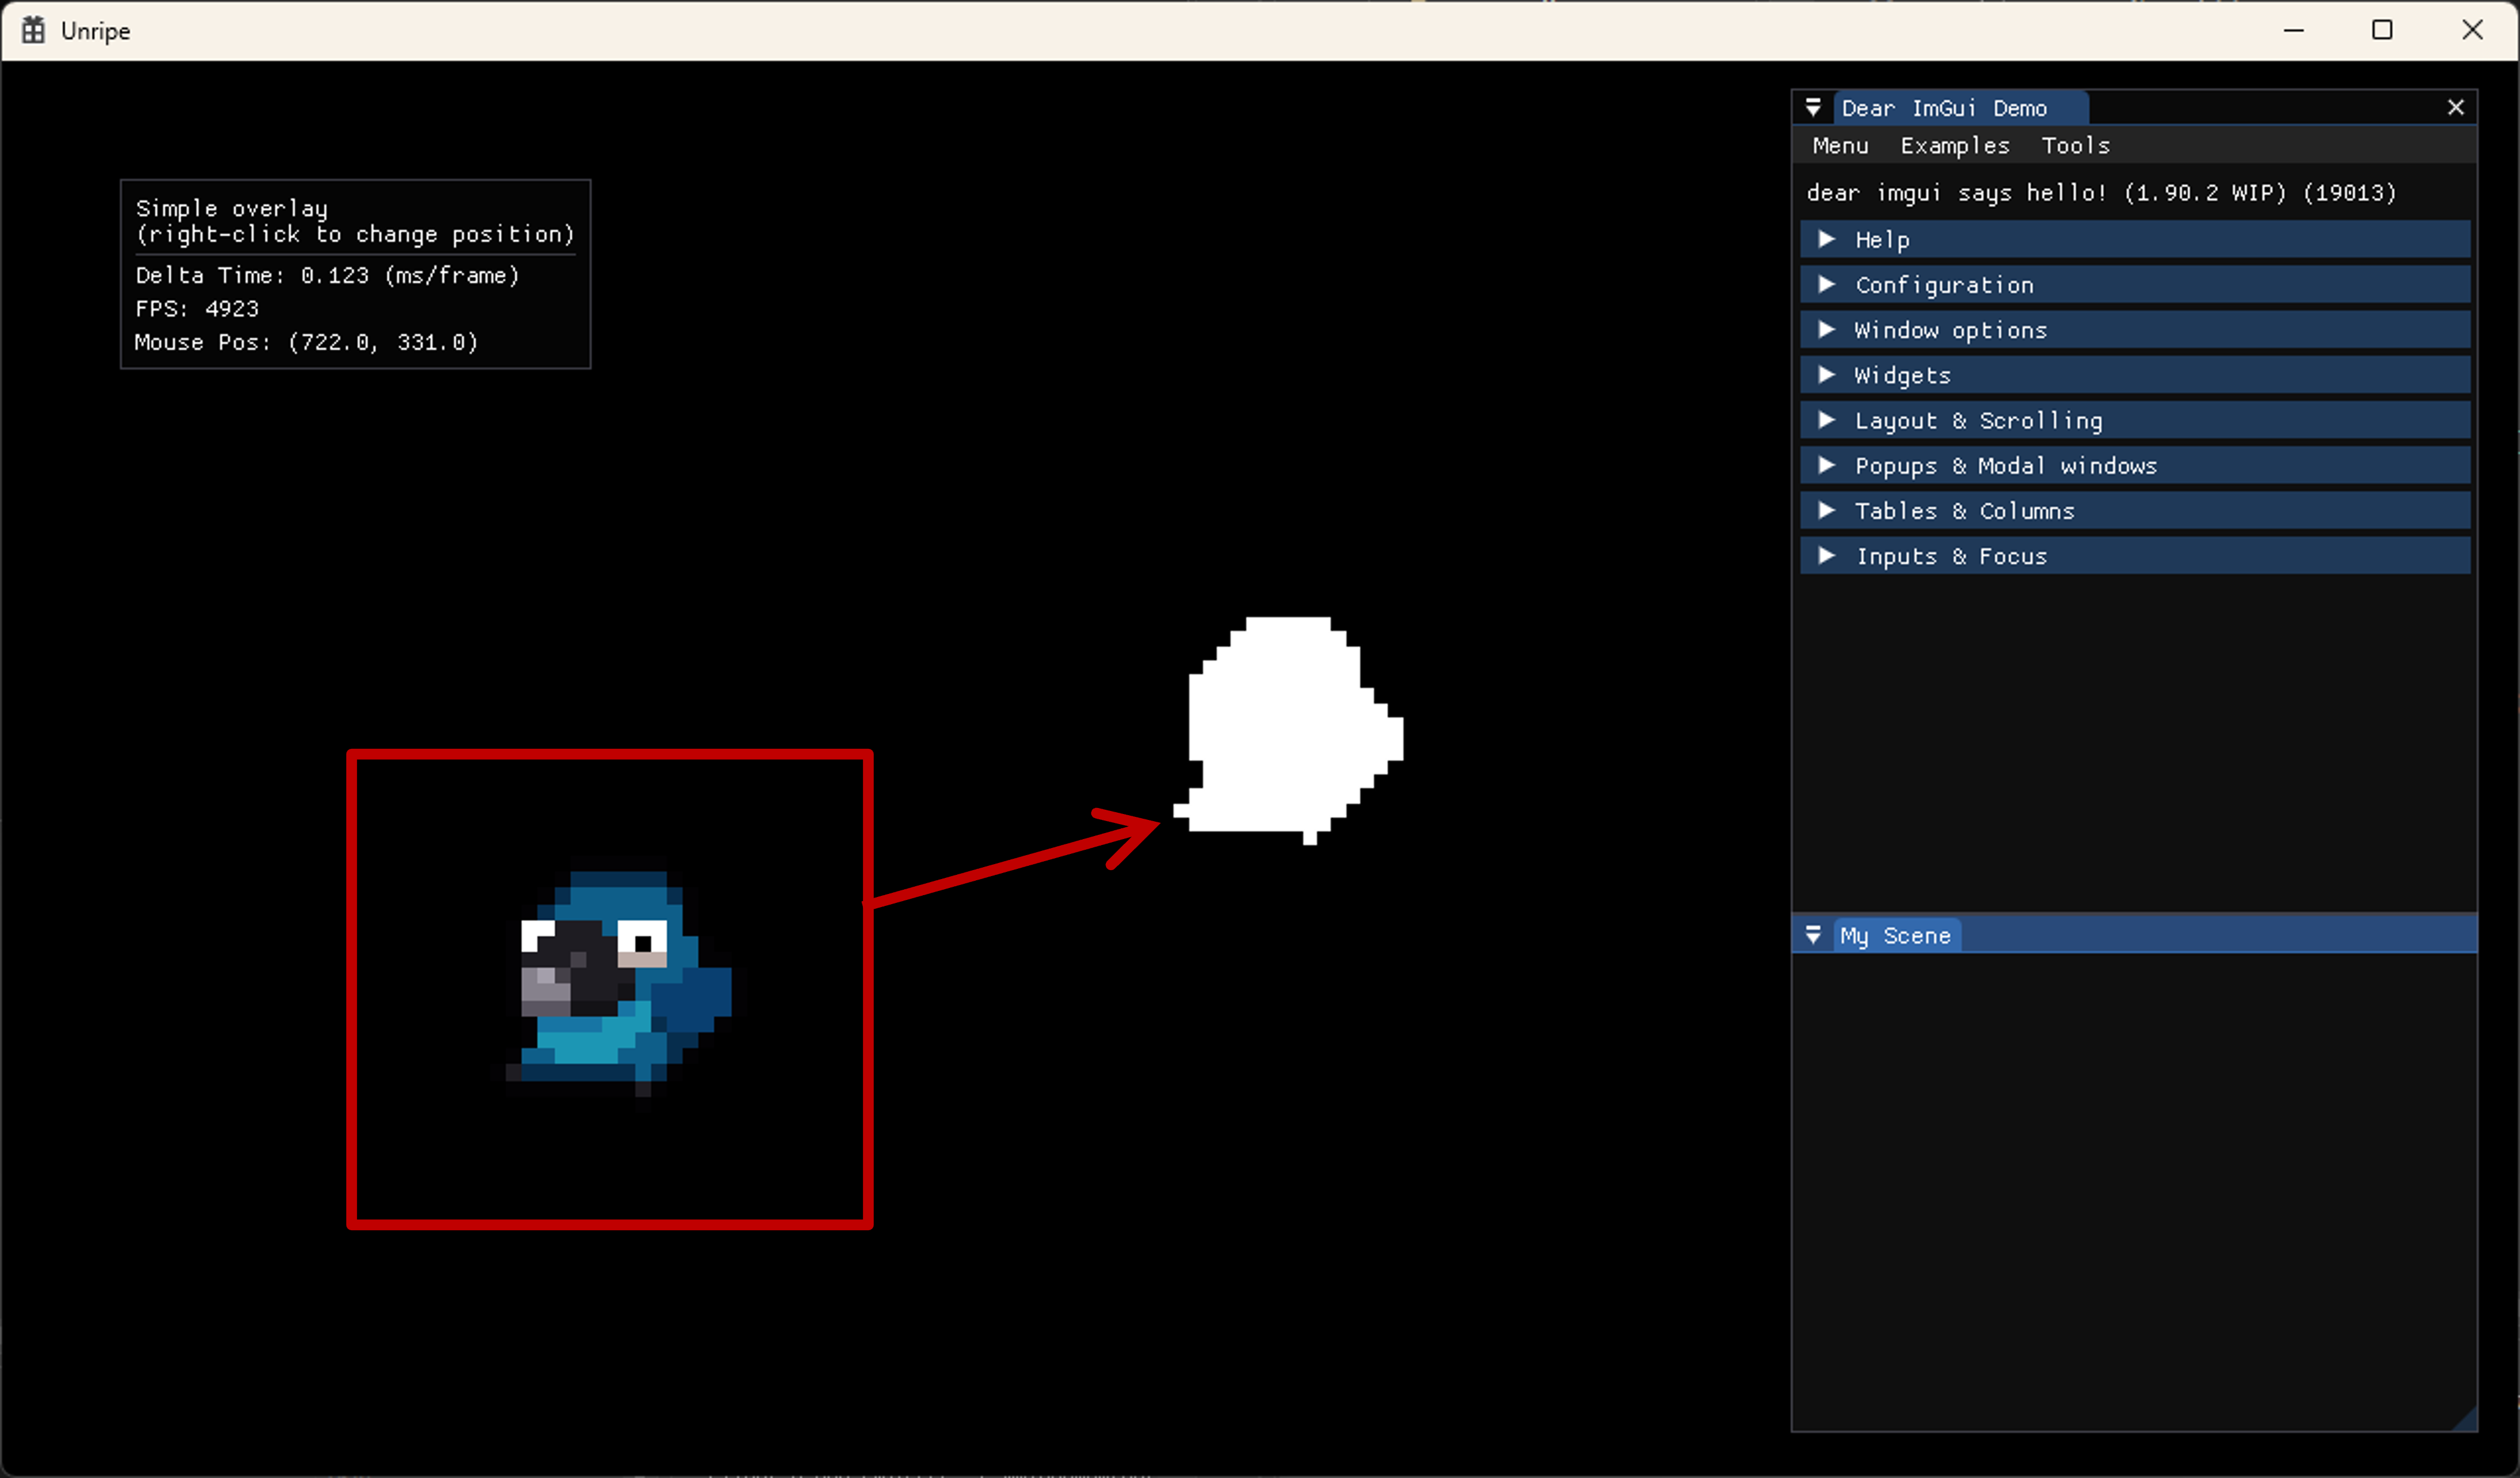 Unripe
Simple overlay
(right-click to change position)
Delta Time: 0.123 (ms/frame)
FPS: 4923
Mouse Pos: (722.0, 331.0)
Dear ImGui Demo
Menu Examples Tools
dear imgui says hello! (1.90.2 WIP) (19013)
Help
Configuration
Window options
Widgets
Layout & Scrolling
Popups & Modal windows
Tables & Columns
Inputs & Focus
My Scene